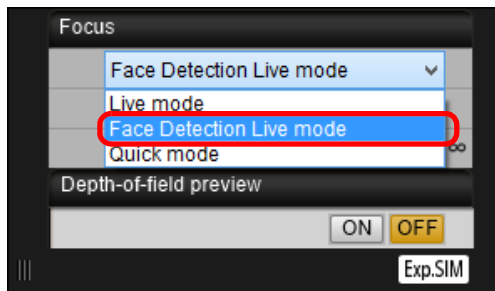 Focus
Face Detection Live mode
Live mode
Face Detection Live mode
Quick mode
∞
Depth-of-field preview
ON OFF
Exp.SIM